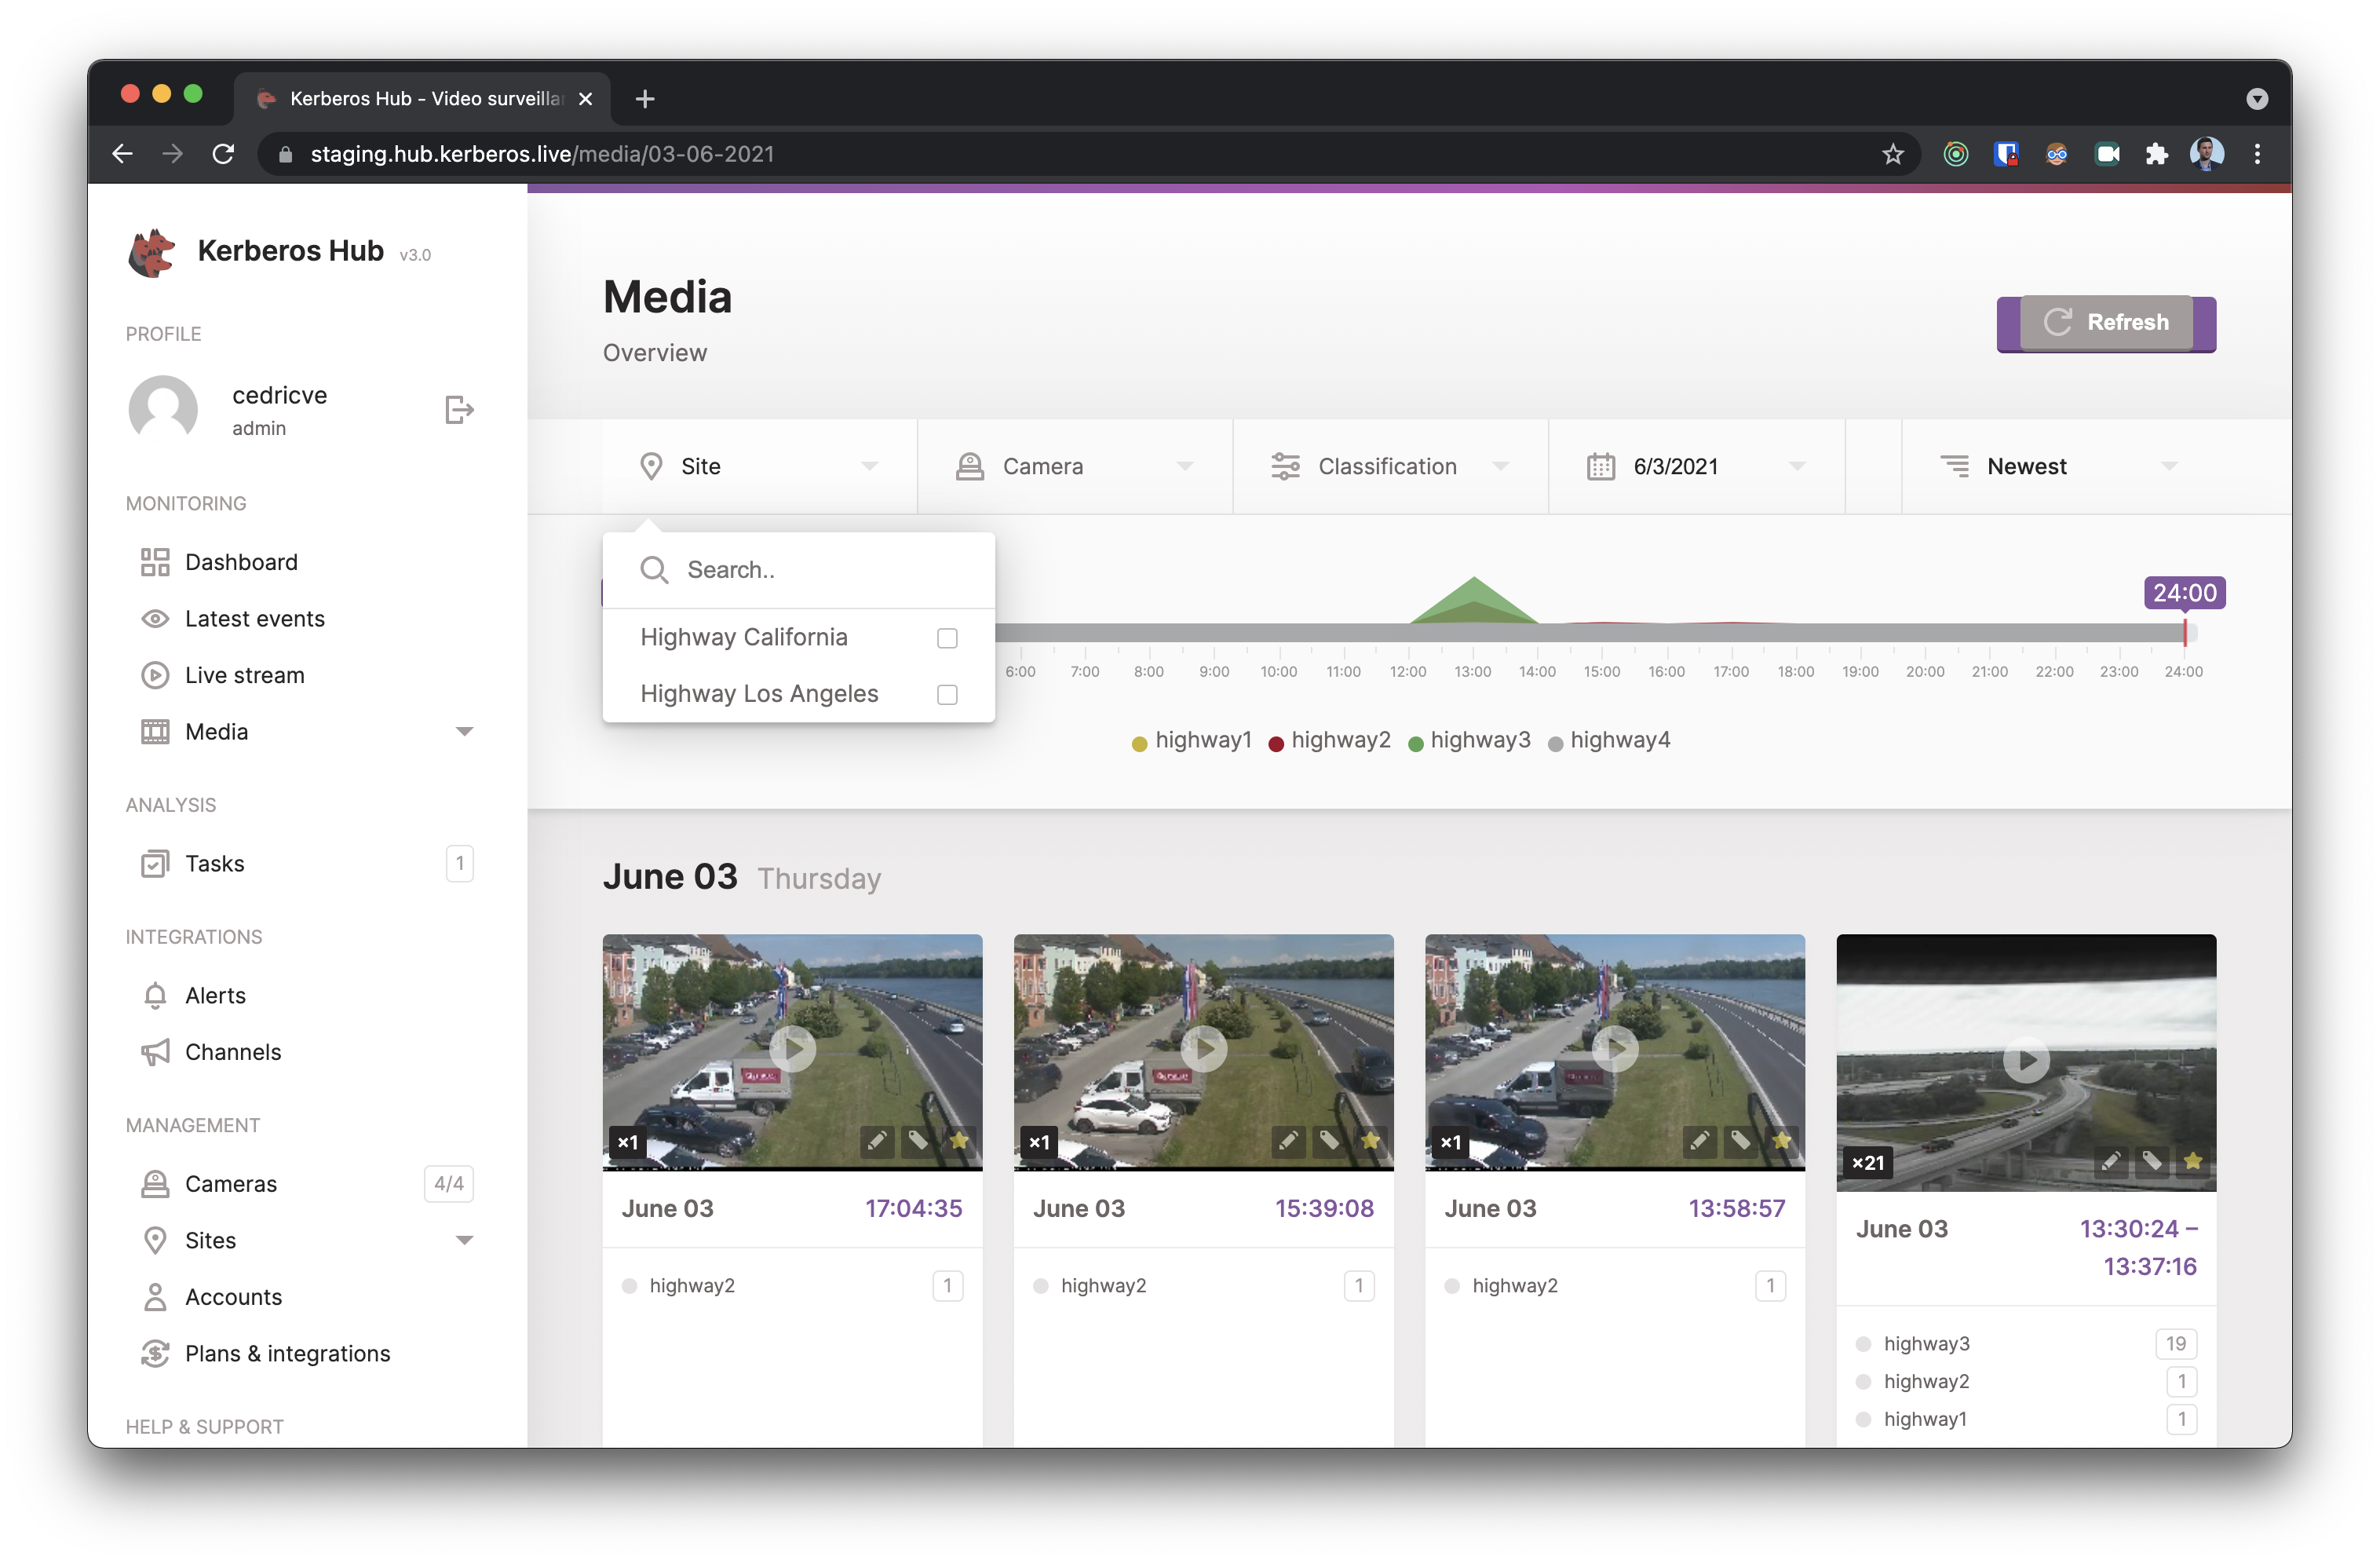 Kerberos Hub - Video surveilla
staging.hub.kerberos.live/media/03-06-2021
Kerberos Hub v3.0
PROFILE
cedricve
admin
MONITORING
Dashboard
Latest events
Live stream
Media
ANALYSIS
Tasks 1
INTEGRATIONS
Alerts
Channels
MANAGEMENT
Cameras 4/4
Sites
Accounts
Plans & integrations
HELP & SUPPORT
Media
Overview
Refresh
Site Camera Classification 6/3/2021 Newest
Search..
Highway California
Highway Los Angeles
24:00
6:00 7:00 8:00 9:00 10:00 11:00 12:00 13:00 14:00 15:00 16:00 17:00 18:00 19:00 20:00 21:00 22:00 23:00 24:00
highway1 highway2 highway3 highway4
June 03 Thursday
×1
June 03 17:04:35
highway2 1
×1
June 03 15:39:08
highway2 1
×1
June 03 13:58:57
highway2 1
×21
June 03 13:30:24 –
13:37:16
highway3 19
highway2 1
highway1 1